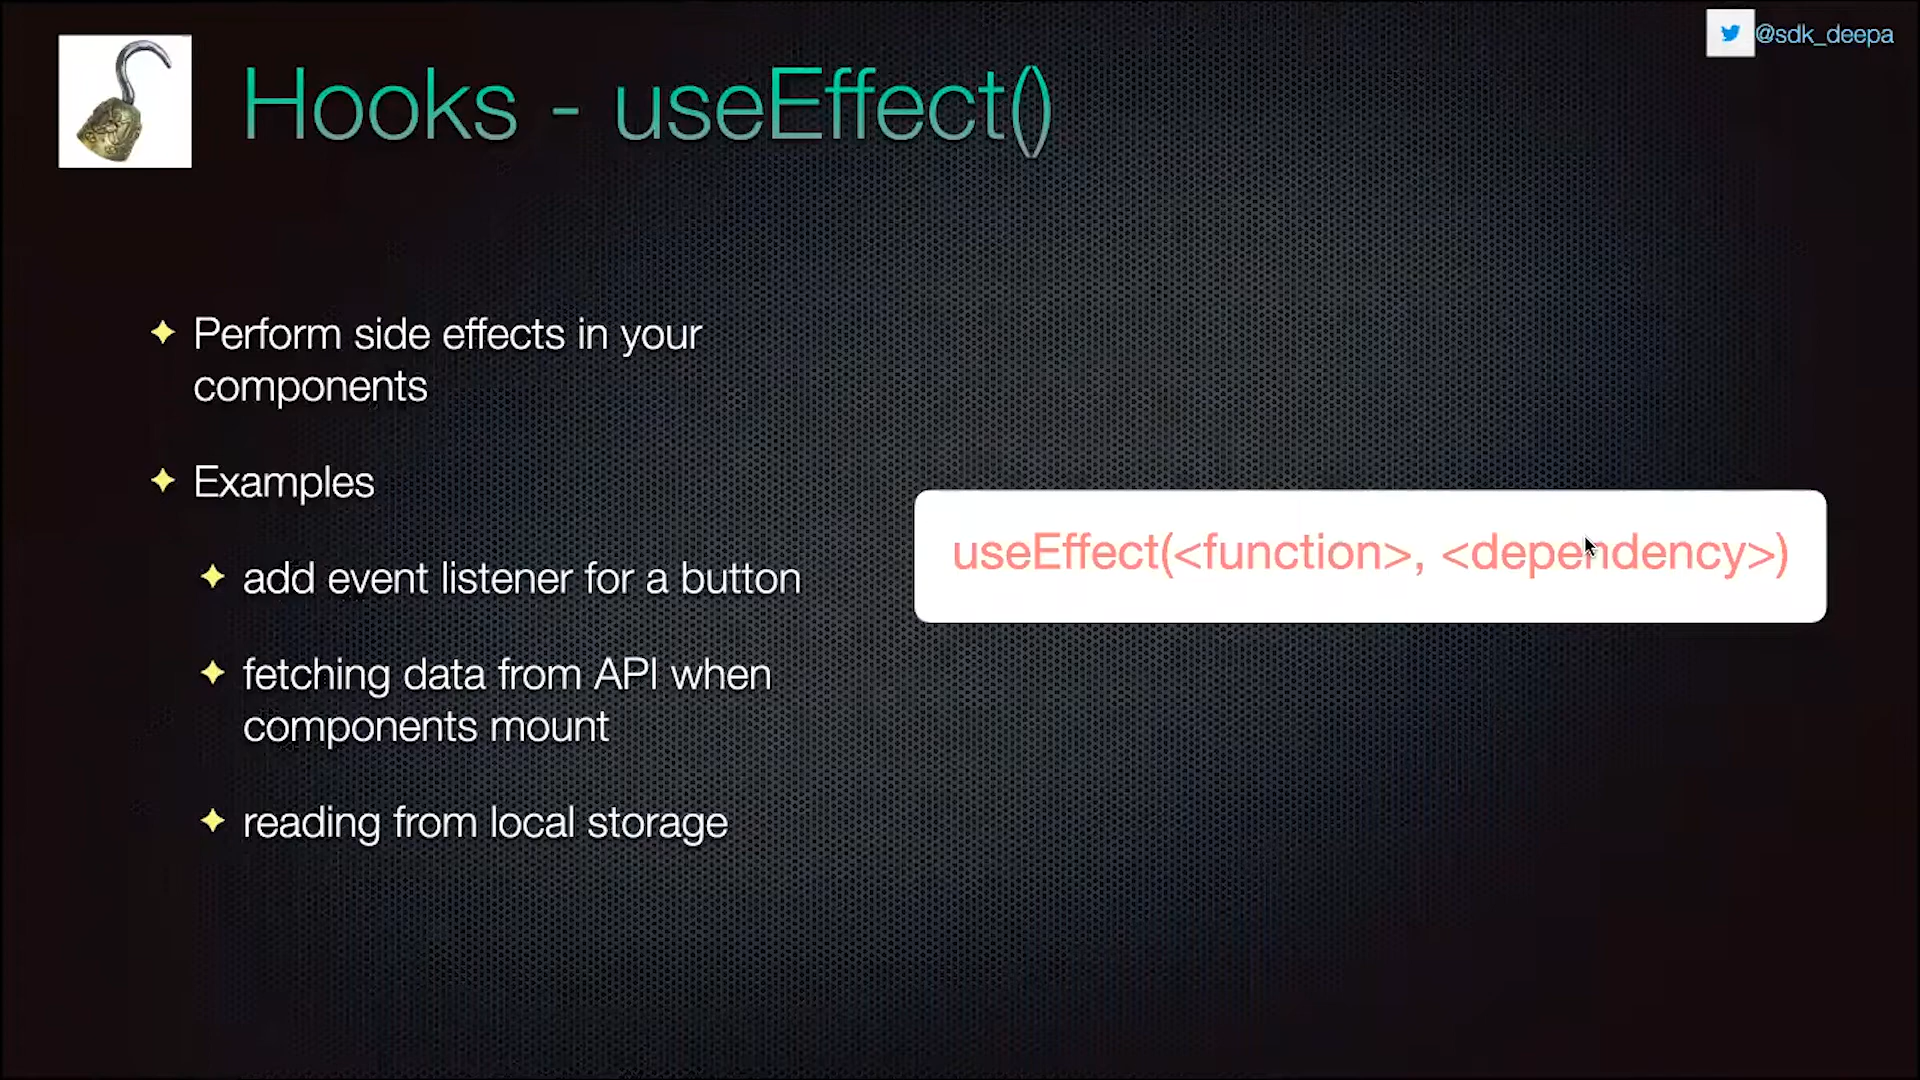 @sdk_deepa
Hooks - useEffect()
Perform side effects in your
components
Examples
add event listener for a button
fetching data from API when
components mount
reading from local storage
useEffect(<function>, <dependency>)